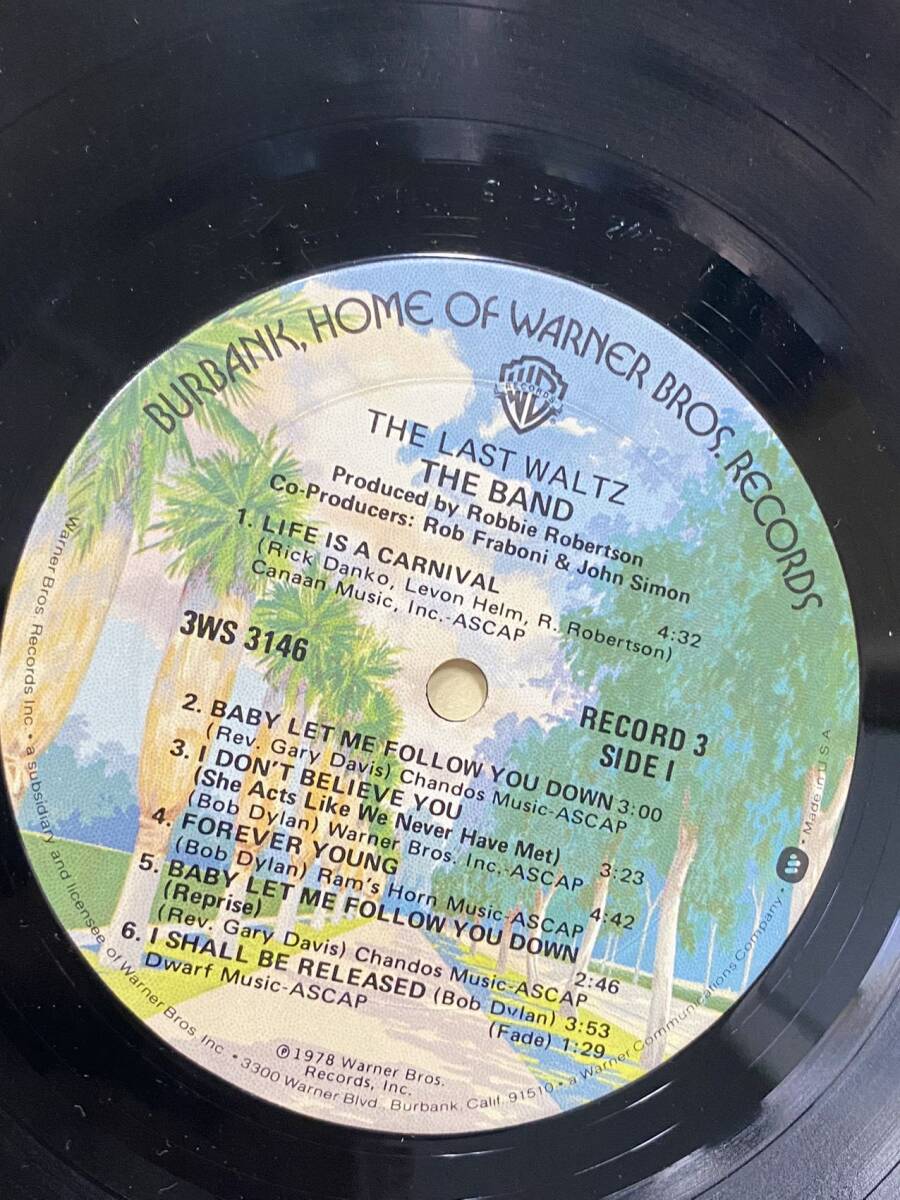 BURBANK, HOME OF WARNER BROS. RECORDS
RECORDS
THE LAST WALTZ
THE BAND
Produced by Robbie Robertson
Co-Producers: Rob Fraboni & John Simon
1. LIFE IS A CARNIVAL 4:32
(Rick Danko, Levon Helm, R. Robertson)
Canaan Music, Inc.-ASCAP
3WS 3146
RECORD 3
SIDE I
2. BABY LET ME FOLLOW YOU DOWN 3:00
(Rev. Gary Davis) Chandos Music-ASCAP
3. I DON'T BELIEVE YOU
(She Acts Like We Never Have Met) 3:23
(Bob Dylan) Warner Bros. Inc.-ASCAP
4. FOREVER YOUNG 4:42
(Bob Dylan) Ram's Horn Music-ASCAP
5. BABY LET ME FOLLOW YOU DOWN
(Reprise) 2:46
(Rev. Gary Davis) Chandos Music-ASCAP
6. I SHALL BE RELEASED (Bob Dylan) 3:53
Dwarf Music-ASCAP (Fade) 1:29
℗1978 Warner Bros.
Records, Inc.
Warner Bros. Records Inc. • a subsidiary and licensee of Warner Bros. Inc. • 3300 Warner Blvd., Burbank, Calif. 91510 • a Warner Communications Company • Made in U.S.A.